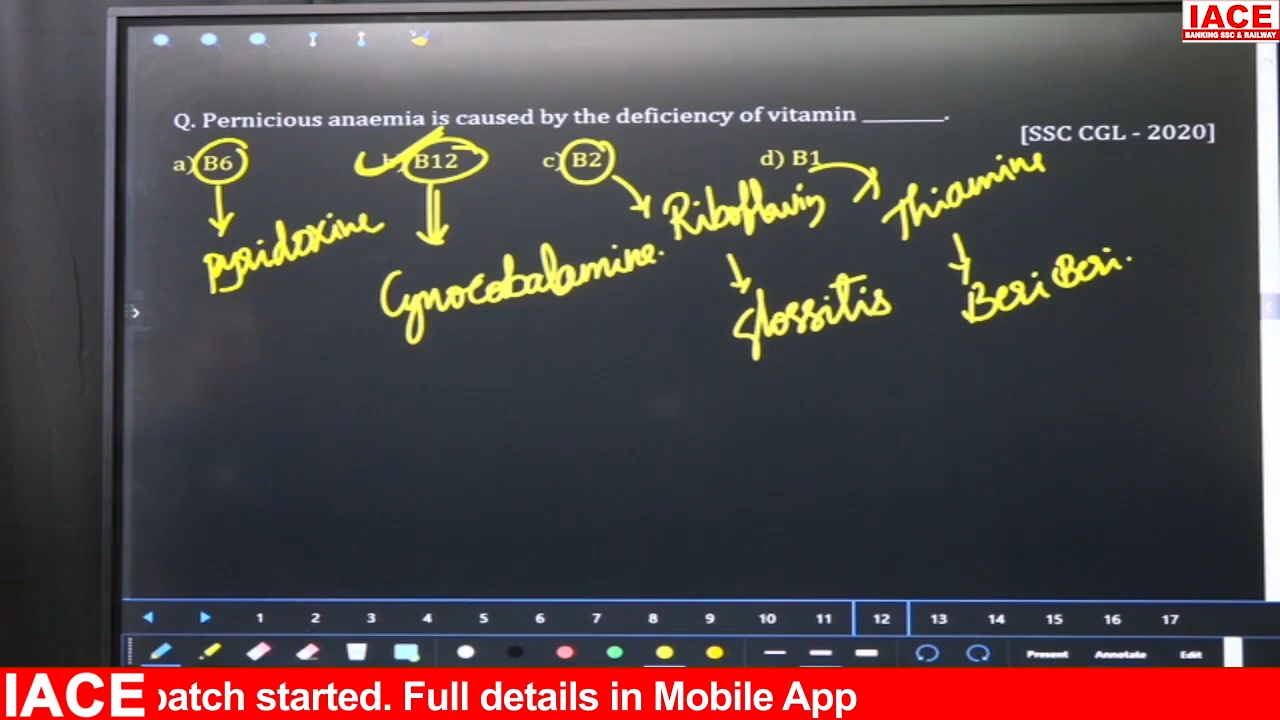 IACE
BANKING SSC & RAILWAY
Q. Pernicious anaemia is caused by the deficiency of vitamin _______.
[SSC CGL - 2020]
a) B6 b) B12 c) B2 d) B1
Pyridoxine
Cynocobalamine.
Riboflavin
Thiamine
Glossitis
Beri Beri.
1 2 3 4 5 6 7 8 9 10 11 12 13 14 15 16 17
Present Annotate Edit
IACE batch started. Full details in Mobile App